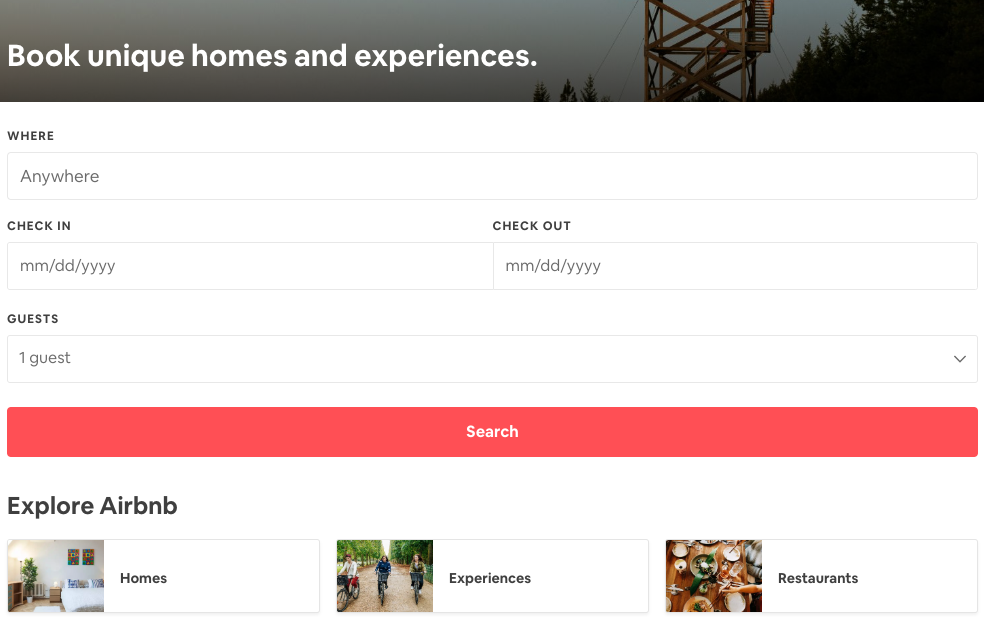 Book unique homes and experiences.
WHERE
Anywhere
CHECK IN
CHECK OUT
mm/dd/yyyy
mm/dd/yyyy
GUESTS
1 guest
Search
Explore Airbnb
Homes
Experiences
Restaurants